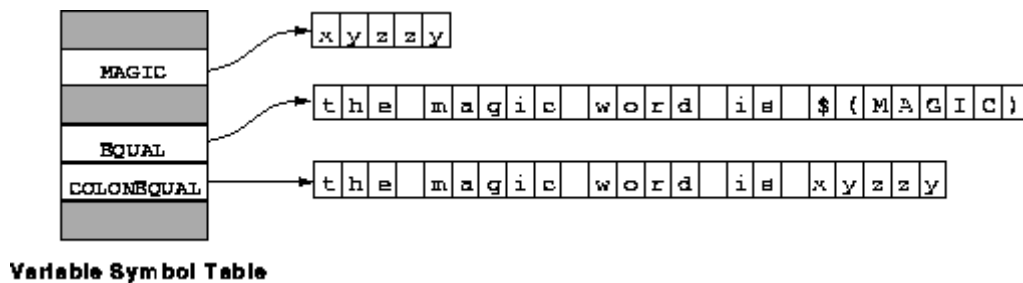 MAGIC
xyzzy
EQUAL
the magic word is $(MAGIC)
COLONEQUAL
the magic word is xyzzy
Variable Symbol Table